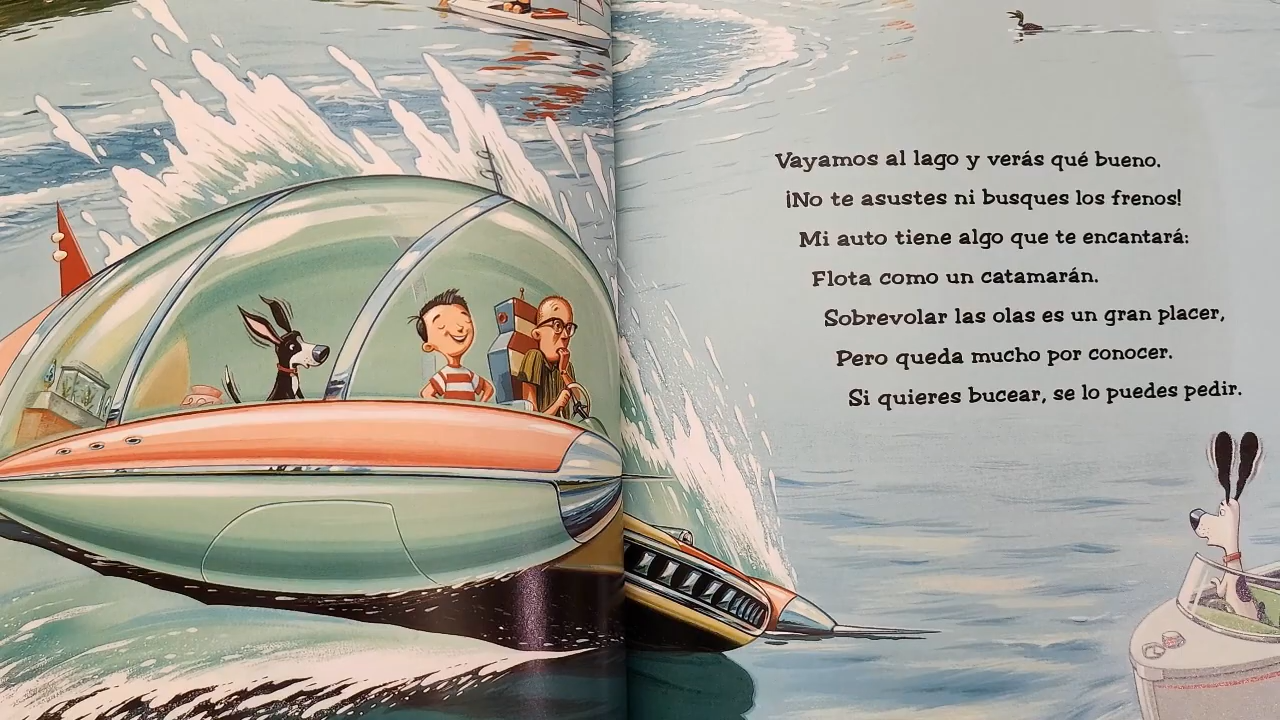 Vayamos al lago y verás qué bueno.
¡No te asustes ni busques los frenos!
Mi auto tiene algo que te encantará:
Flota como un catamarán.
Sobrevolar las olas es un gran placer,
Pero queda mucho por conocer.
Si quieres bucear, se lo puedes pedir.